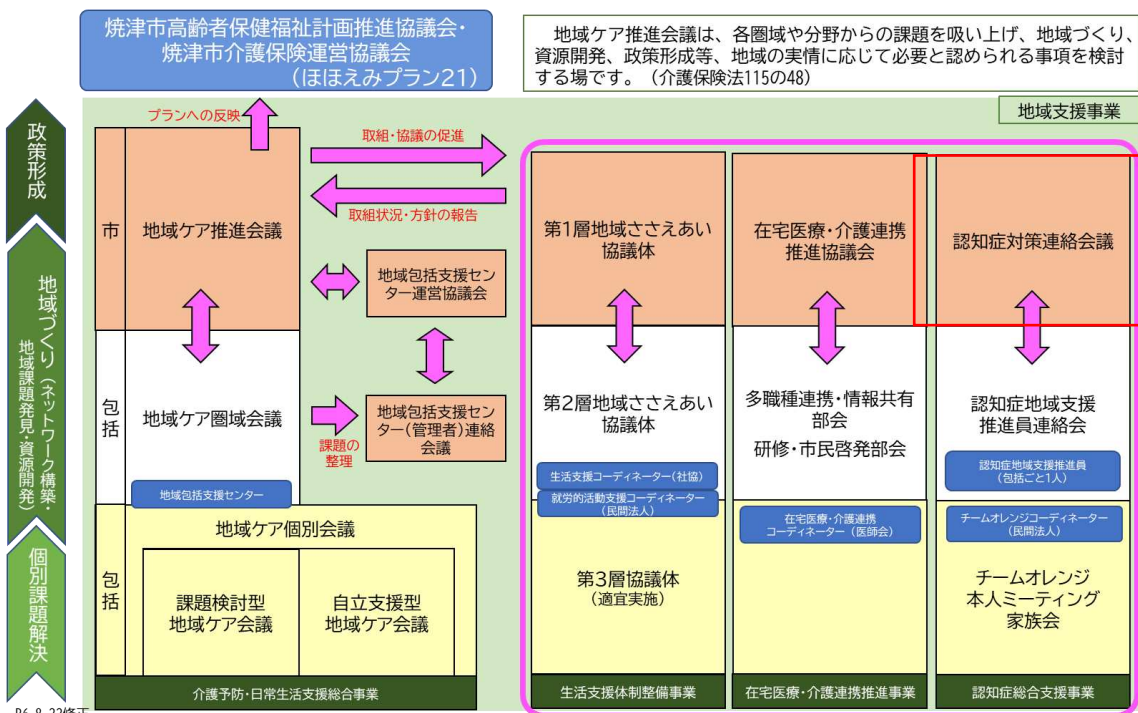 焼津市高齢者保健福祉計画推進協議会・
焼津市介護保険運営協議会
(ほほえみプラン21)
地域ケア推進会議は、各圏域や分野からの課題を吸い上げ、地域づくり、
資源開発、政策形成等、地域の実情に応じて必要と認められる事項を検討
する場です。（介護保険法115の48）
地域支援事業
政策形成
地域づくり（ネットワーク構築・
地域課題発見・資源開発）
個別課題解決
プランへの反映
取組・協議の促進
取組状況・方針の報告
市
地域ケア推進会議
地域包括支援セン
ター運営協議会
包括
地域ケア圏域会議
課題の
整理
地域包括支援セン
ター(管理者)連絡
会議
地域包括支援センター
包括
地域ケア個別会議
課題検討型
地域ケア会議
自立支援型
地域ケア会議
介護予防・日常生活支援総合事業
第1層地域ささえあい
協議体
第2層地域ささえあい
協議体
生活支援コーディネーター(社協)
就労的活動支援コーディネーター
(民間法人)
第3層協議体
(適宜実施)
生活支援体制整備事業
在宅医療・介護連携
推進協議会
多職種連携・情報共有
部会
研修・市民啓発部会
在宅医療・介護連携
コーディネーター(医師会)
在宅医療・介護連携推進事業
認知症対策連絡会議
認知症地域支援
推進員連絡会
認知症地域支援推進員
(包括ごと1人)
チームオレンジコーディネーター
(民間法人)
チームオレンジ
本人ミーティング
家族会
認知症総合支援事業